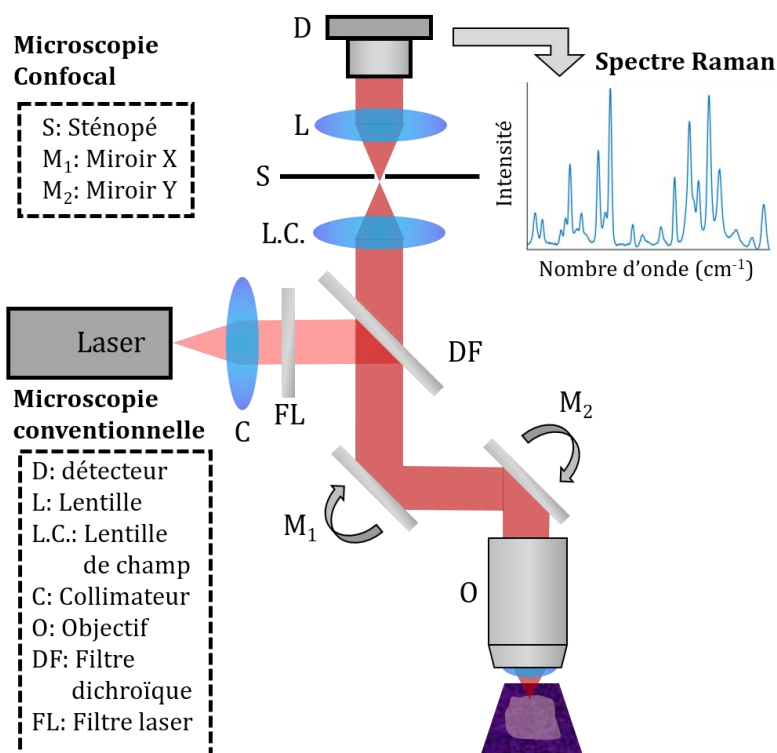 Microscopie
Confocal
S: Sténopé
M₁: Miroir X
M₂: Miroir Y
D
L
S
L.C.
Spectre Raman
Intensité
Nombre d'onde (cm⁻¹)
Laser
C
FL
DF
M₁
M₂
O
Microscopie
conventionnelle
D: détecteur
L: Lentille
L.C.: Lentille
de champ
C: Collimateur
O: Objectif
DF: Filtre
dichroïque
FL: Filtre laser